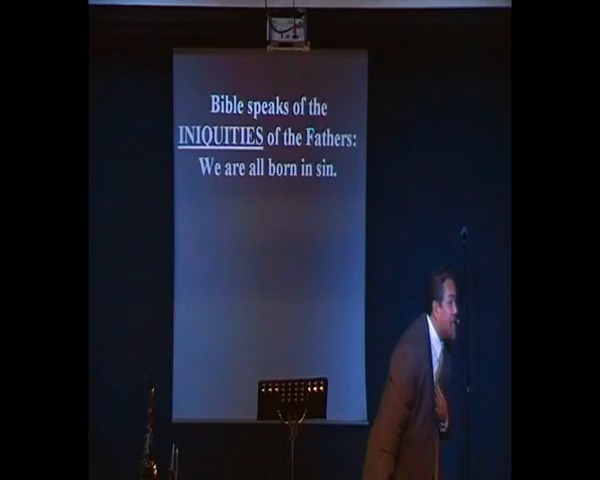 Bible speaks of the
INIQUITIES of the Fathers:
We are all born in sin.